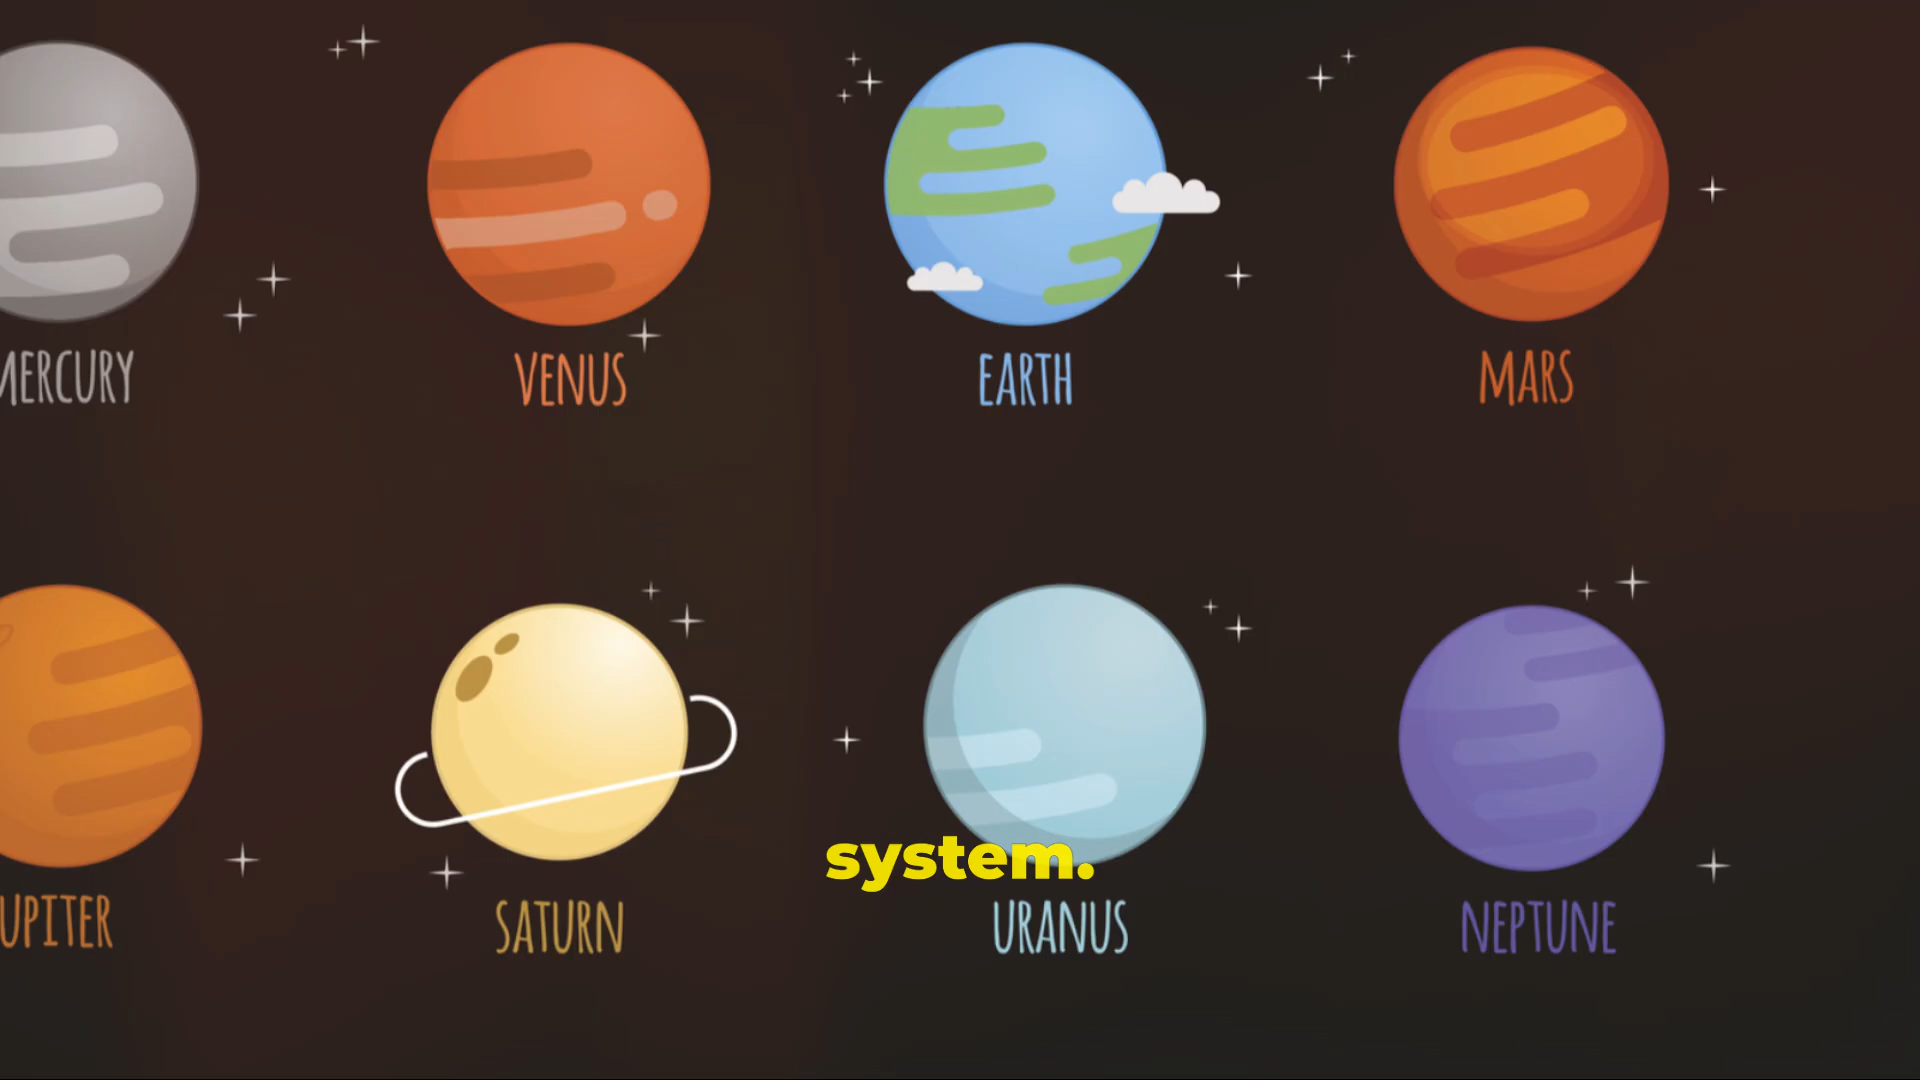 MERCURY
VENUS
EARTH
MARS
system.
UPITER
SATURN
URANUS
NEPTUNE